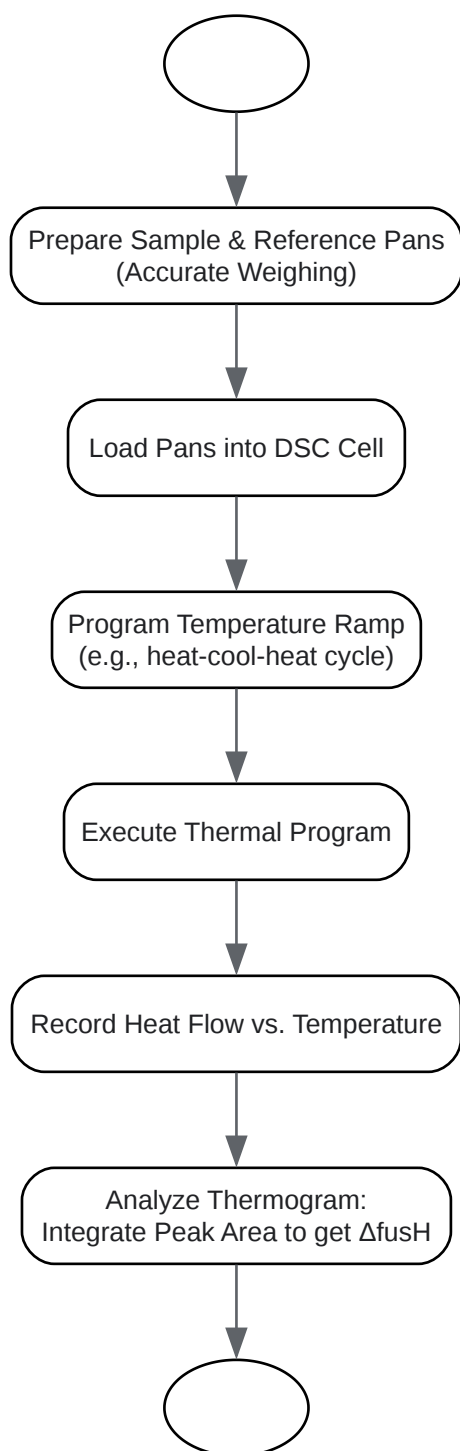 Prepare Sample & Reference Pans
(Accurate Weighing)
Load Pans into DSC Cell
Program Temperature Ramp
(e.g., heat-cool-heat cycle)
Execute Thermal Program
Record Heat Flow vs. Temperature
Analyze Thermogram:
Integrate Peak Area to get ΔfusH